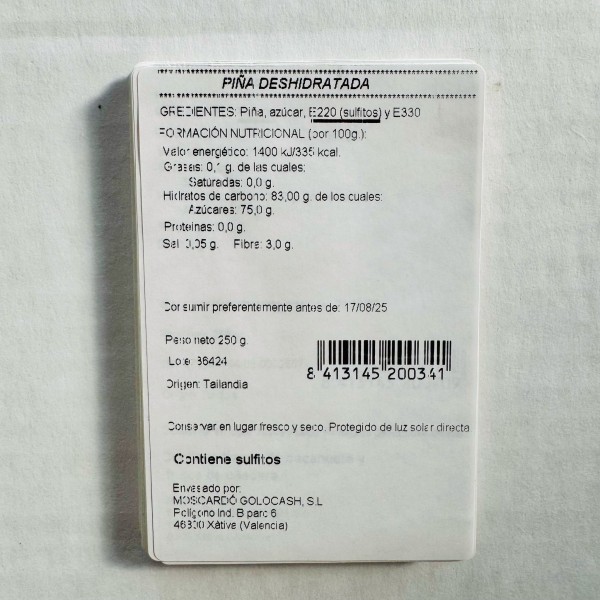 PIÑA DESHIDRATADA
GREDIENTES: Piña, azúcar, E220 (sulfitos) y E330
FORMACIÓN NUTRICIONAL (por 100g.):
Valor energético: 1400 kJ/335 kcal.
Grasas: 0,1 g. de las cuales:
Saturadas: 0,0 g.
Hidratos de carbono: 83,00 g. de los cuales:
Azúcares: 75,0 g.
Proteinas: 0,0 g.
Sal 0,05 g. Fibra: 3,0 g.
Consumir preferentemente antes de: 17/08/25
Peso neto 250 g.
Lote: 36424
Origen: Tailandia
8 413145 200341
Conservar en lugar fresco y seco. Protegido de luz solar directa
Contiene sulfitos
Envasado por:
MOSCARDÓ GOLOCASH, S.L
Polígono Ind. B parc 6
46800 Xàtiva (Valencia)